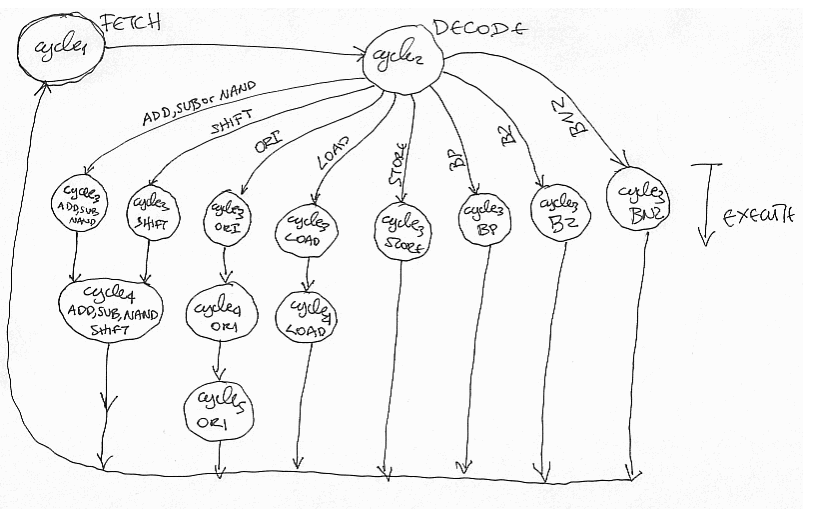 FETCH
cycle1
DECODE
cycle2
ADD, SUB or NAND
SHIFT
ORI
LOAD
STORE
BP
BZ
BNZ
cycle3
ADD, SUB
NAND
cycle3
SHIFT
cycle3
ORI
cycle3
LOAD
cycle3
STORE
cycle3
BP
cycle3
BZ
cycle3
BNZ
EXECUTE
cycle4
ADD, SUB, NAND
SHIFT
cycle4
ORI
cycle4
LOAD
cycle5
ORI